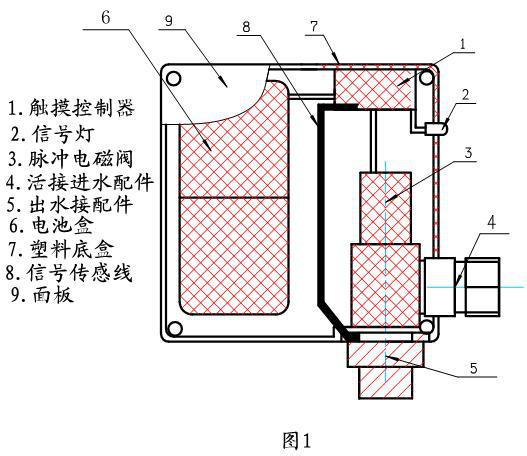 6
9
8
7
1
2
3
4
5
1.触摸控制器
2.信号灯
3.脉冲电磁阀
4.活接进水配件
5.出水接配件
6.电池盒
7.塑料底盒
8.信号传感线
9.面板
图1